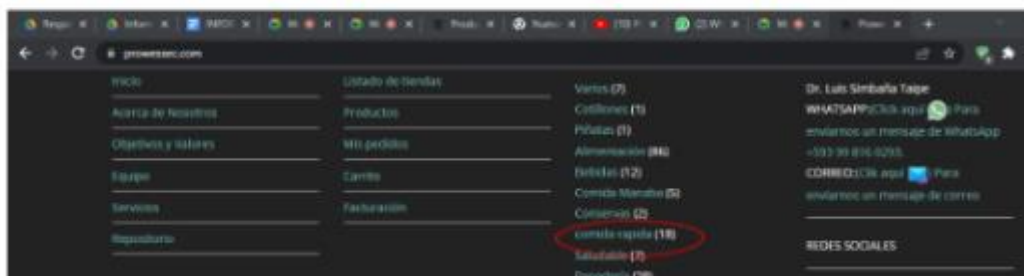 prowessec.com
Inicio
Acerca de Nosotros
Objetivos y Valores
Equipo
Servicios
Repositorio
Listado de tiendas
Productos
Mis pedidos
Carrito
Facturación
Varios (7)
Cotillones (1)
Piñatas (1)
Alimentación (86)
Bebidas (12)
Comida Manaba (5)
Conservas (2)
comida rapida (18)
Saludable (7)
Dr. Luis Simbaña Taipe
WHATSAPP: Click aquí Para
enviarnos un mensaje de WhatsApp
+593 99 816 0293.
CORREO: Clik aquí Para
enviarnos un mensaje de correo
REDES SOCIALES